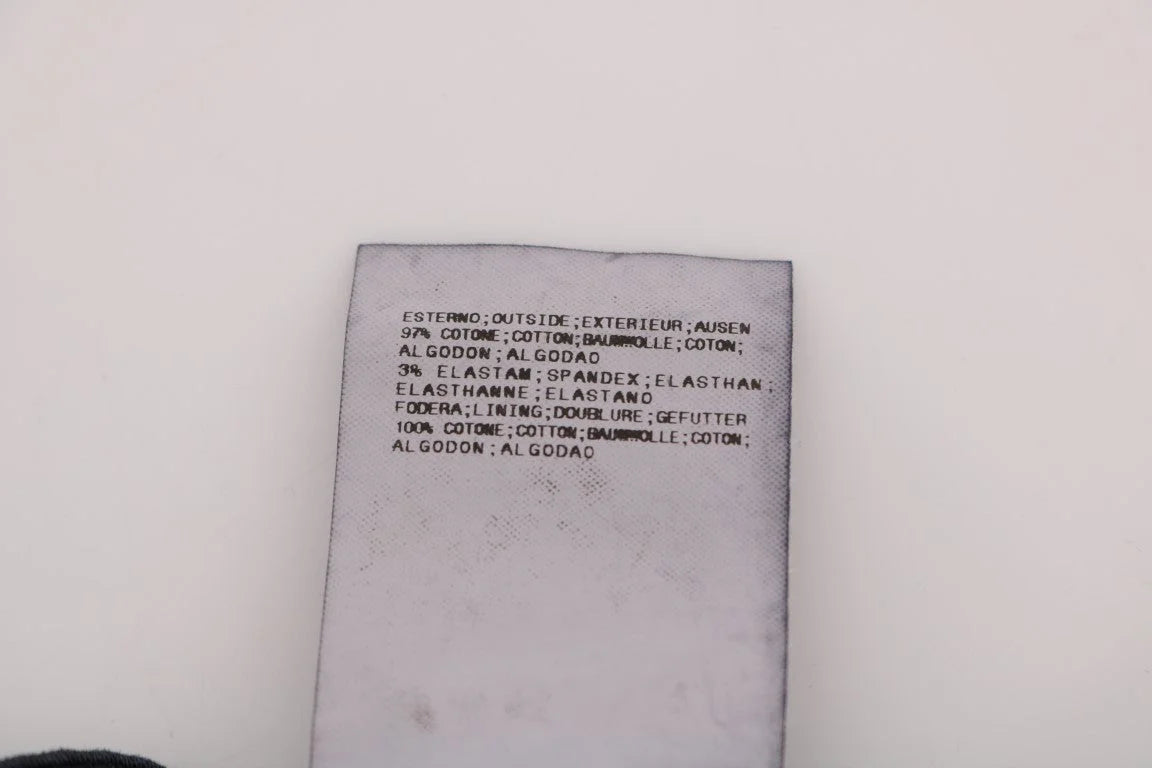 ESTERNO;OUTSIDE;EXTERIEUR;AUSEN
97% COTONE;COTTON;BAUMWOLLE;COTON;
ALGODON;ALGODAO
3% ELASTAM;SPANDEX;ELASTHAN;
ELASTHANNE;ELASTANO
FODERA;LINING;DOUBLURE;GEFUTTER
100% COTONE;COTTON;BAUMWOLLE;COTON;
ALGODON;ALGODAO